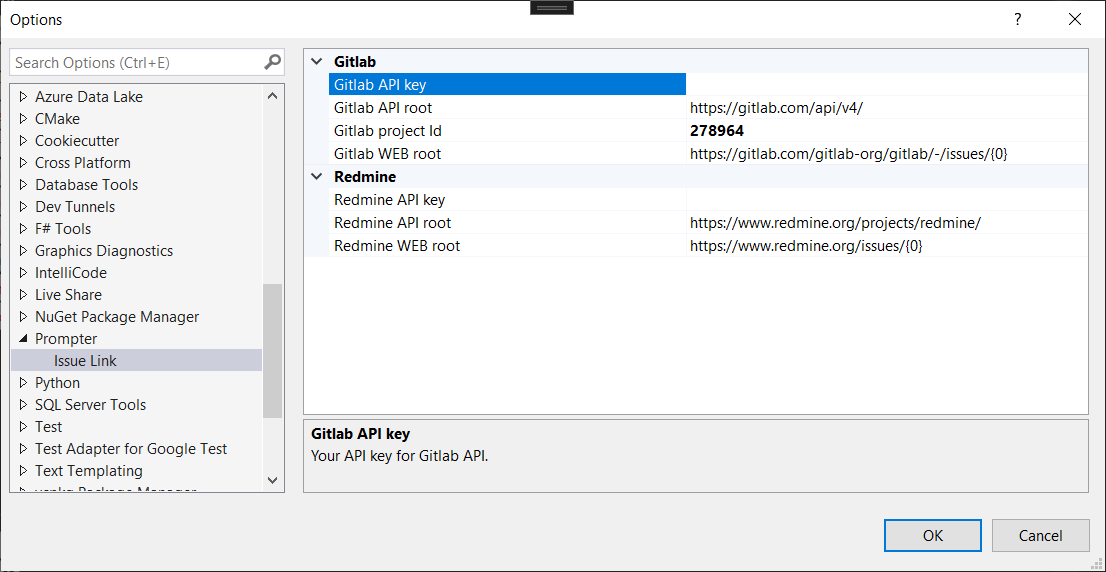 Options
?
Search Options (Ctrl+E)
Azure Data Lake
CMake
Cookiecutter
Cross Platform
Database Tools
Dev Tunnels
F# Tools
Graphics Diagnostics
IntelliCode
Live Share
NuGet Package Manager
Prompter
Issue Link
Python
SQL Server Tools
Test
Test Adapter for Google Test
Text Templating
vcpkg Package Manager
Gitlab
Gitlab API key
Gitlab API root https://gitlab.com/api/v4/
Gitlab project Id 278964
Gitlab WEB root https://gitlab.com/gitlab-org/gitlab/-/issues/{0}
Redmine
Redmine API key
Redmine API root https://www.redmine.org/projects/redmine/
Redmine WEB root https://www.redmine.org/issues/{0}
Gitlab API key
Your API key for Gitlab API.
OK Cancel